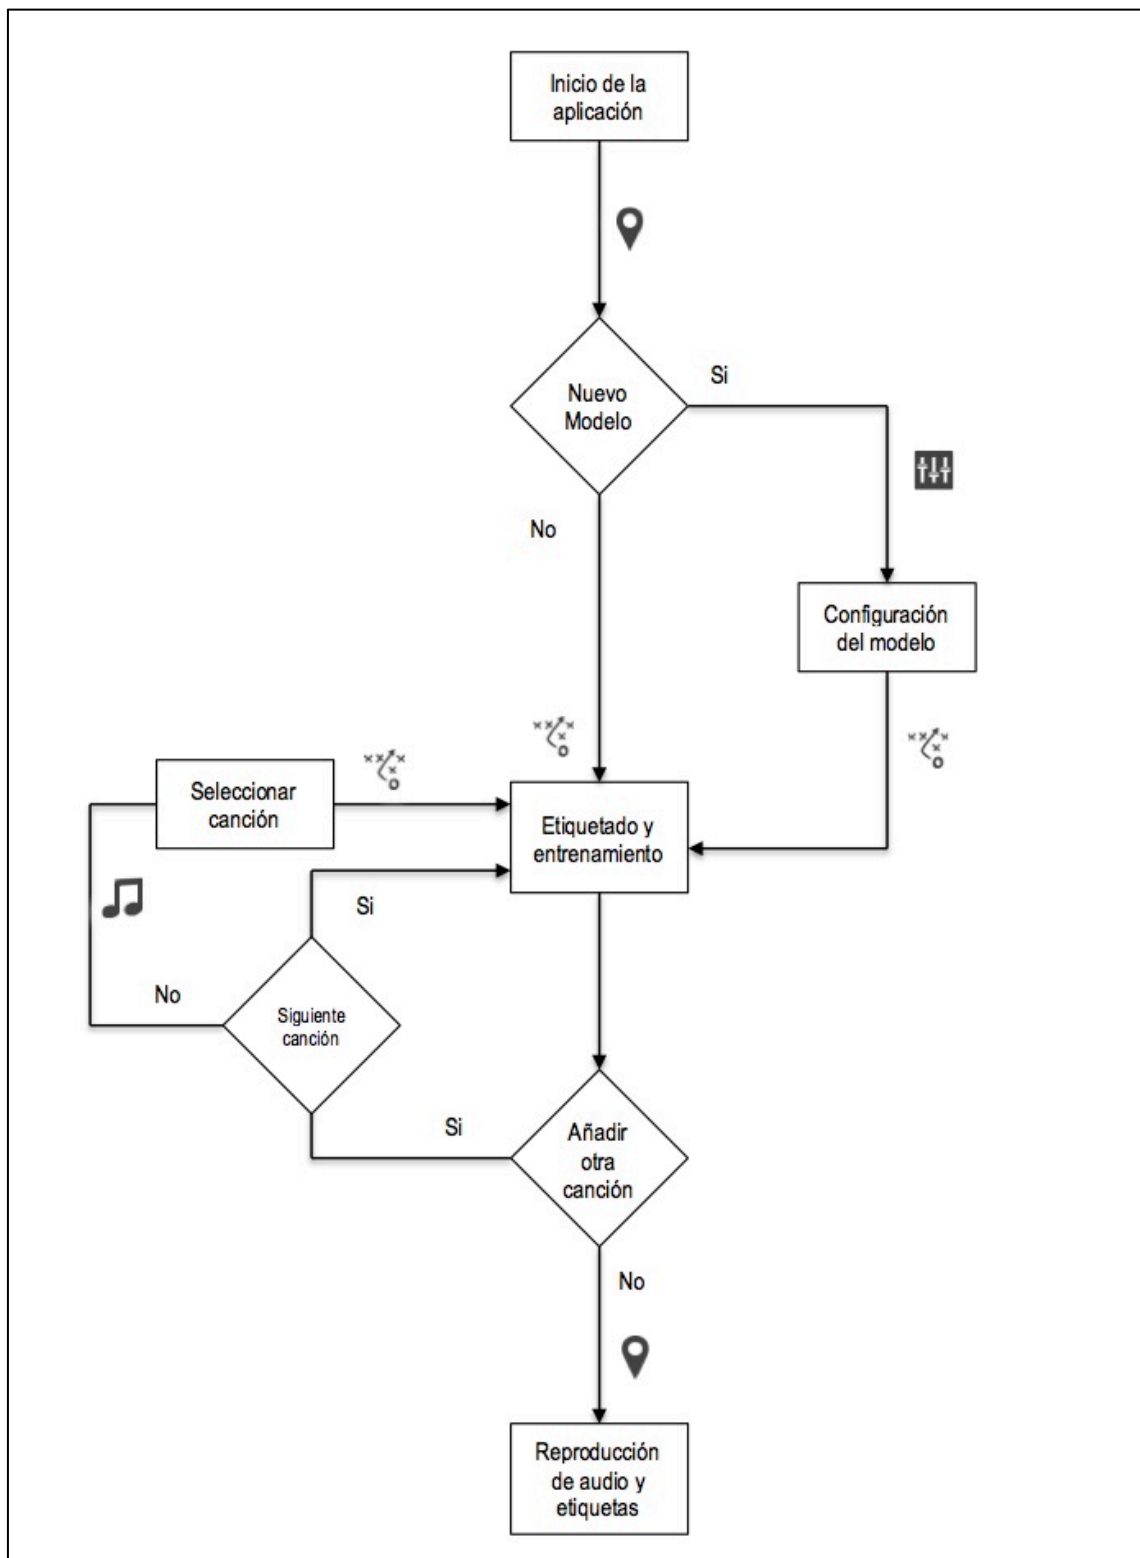 Inicio de la
aplicación
Nuevo
Modelo
Si
No
Configuración
del modelo
Seleccionar
canción
Etiquetado y
entrenamiento
Si
No
Siguiente
canción
Si
Añadir
otra
canción
No
Reproducción
de audio y
etiquetas